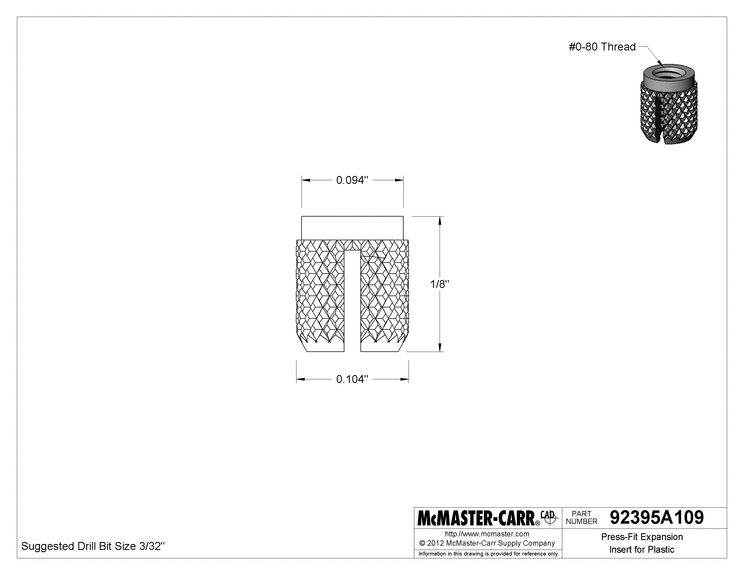 #0-80 Thread
0.094"
1/8"
0.104"
Suggested Drill Bit Size 3/32"
McMASTER-CARR® CAD
http://www.mcmaster.com
© 2012 McMaster-Carr Supply Company
Information in this drawing is provided for reference only.
PART NUMBER 92395A109
Press-Fit Expansion
Insert for Plastic